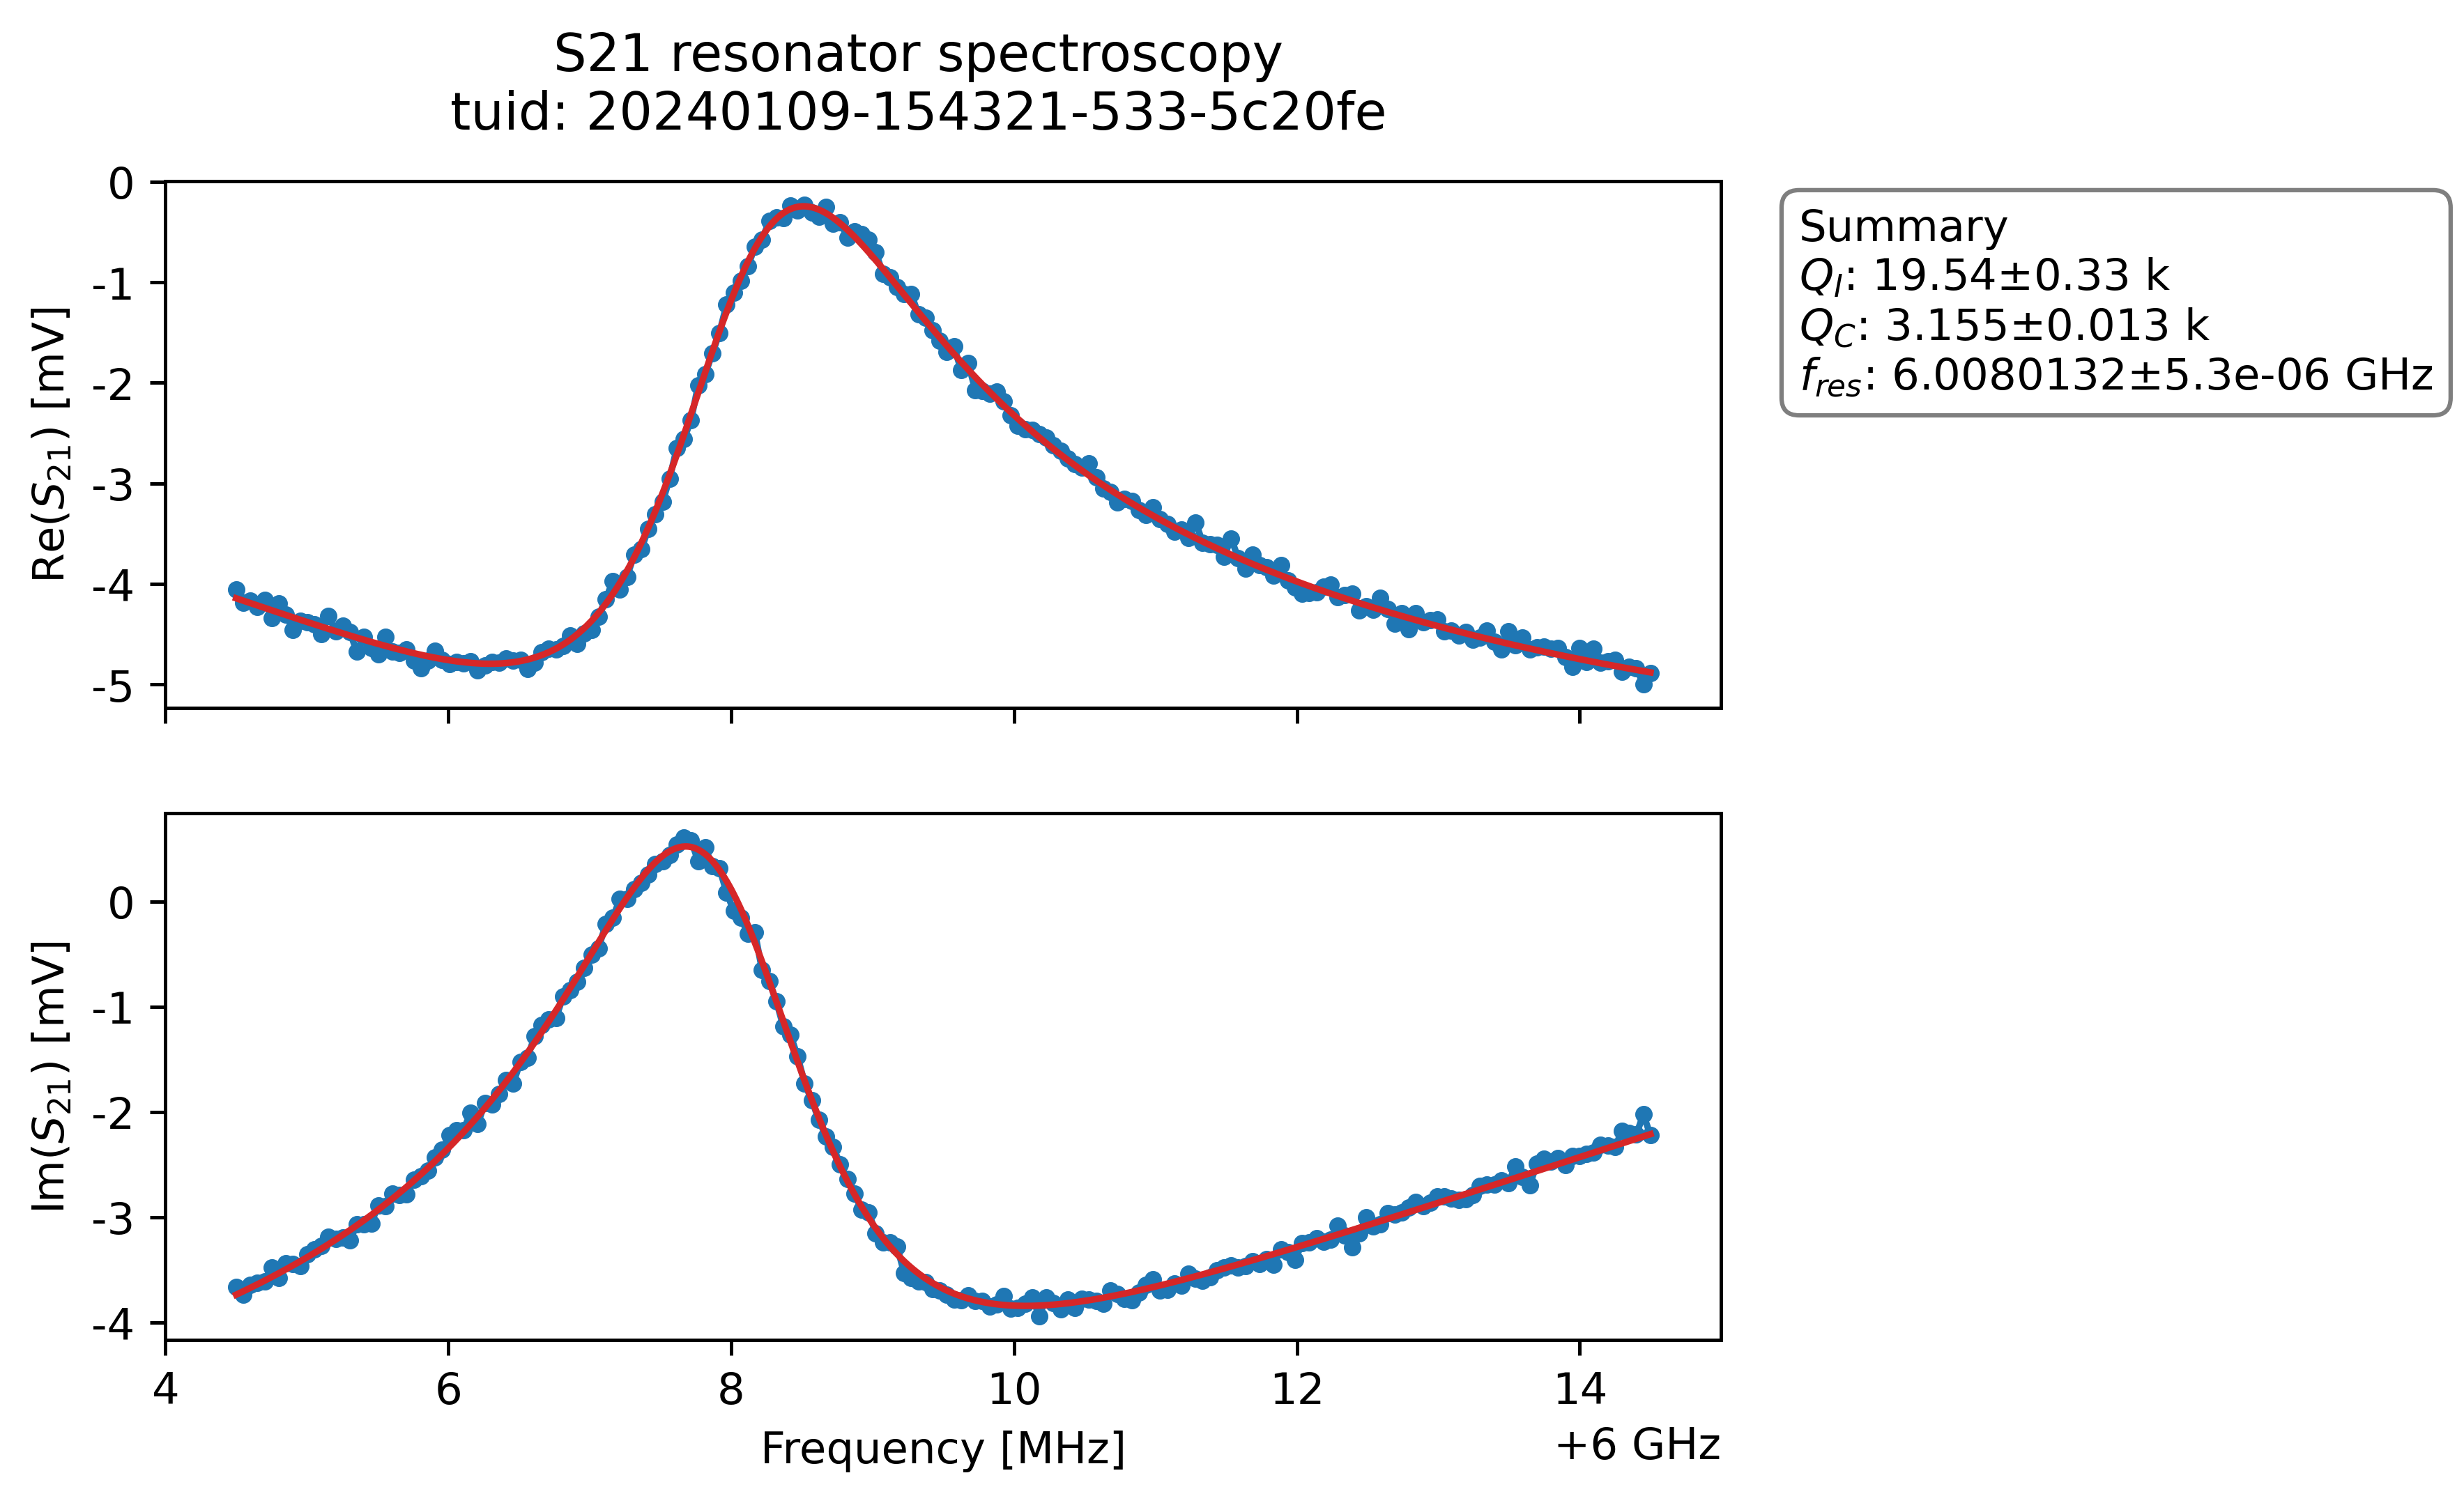 S21 resonator spectroscopy
tuid: 20240109-154321-533-5c20fe
0
-1
-2
-3
-4
-5
Re(S21) [mV]
Summary
QI: 19.54±0.33 k
QC: 3.155±0.013 k
fres: 6.0080132±5.3e-06 GHz
0
-1
-2
-3
-4
Im(S21) [mV]
4 6 8 10 12 14
Frequency [MHz]
+6 GHz